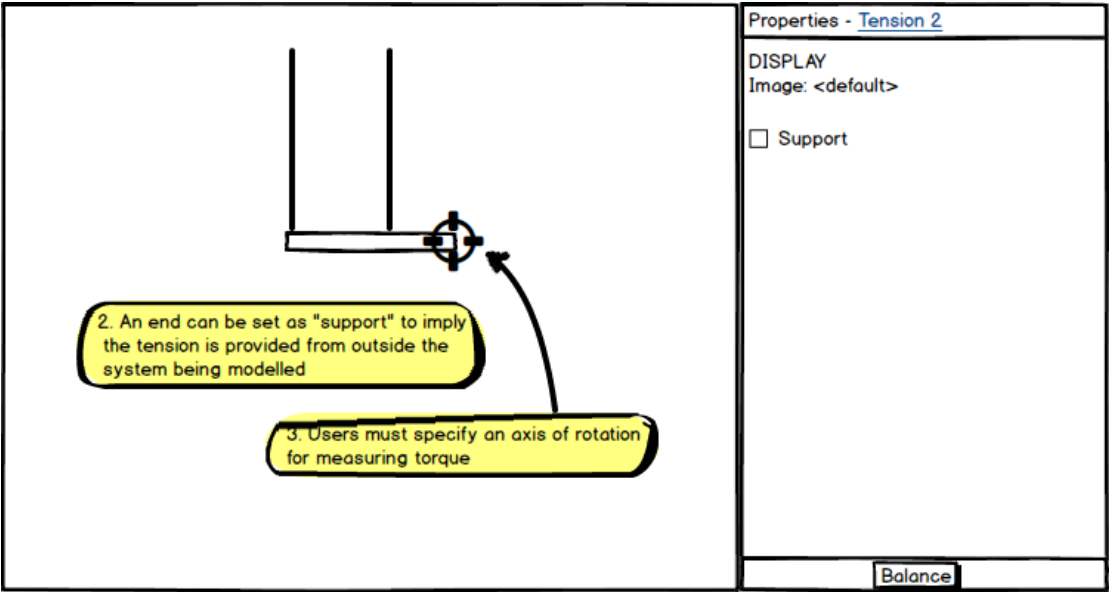 Properties - Tension 2
DISPLAY
Image: <default>
Support
2. An end can be set as "support" to imply
the tension is provided from outside the
system being modelled
3. Users must specify an axis of rotation
for measuring torque
Balance